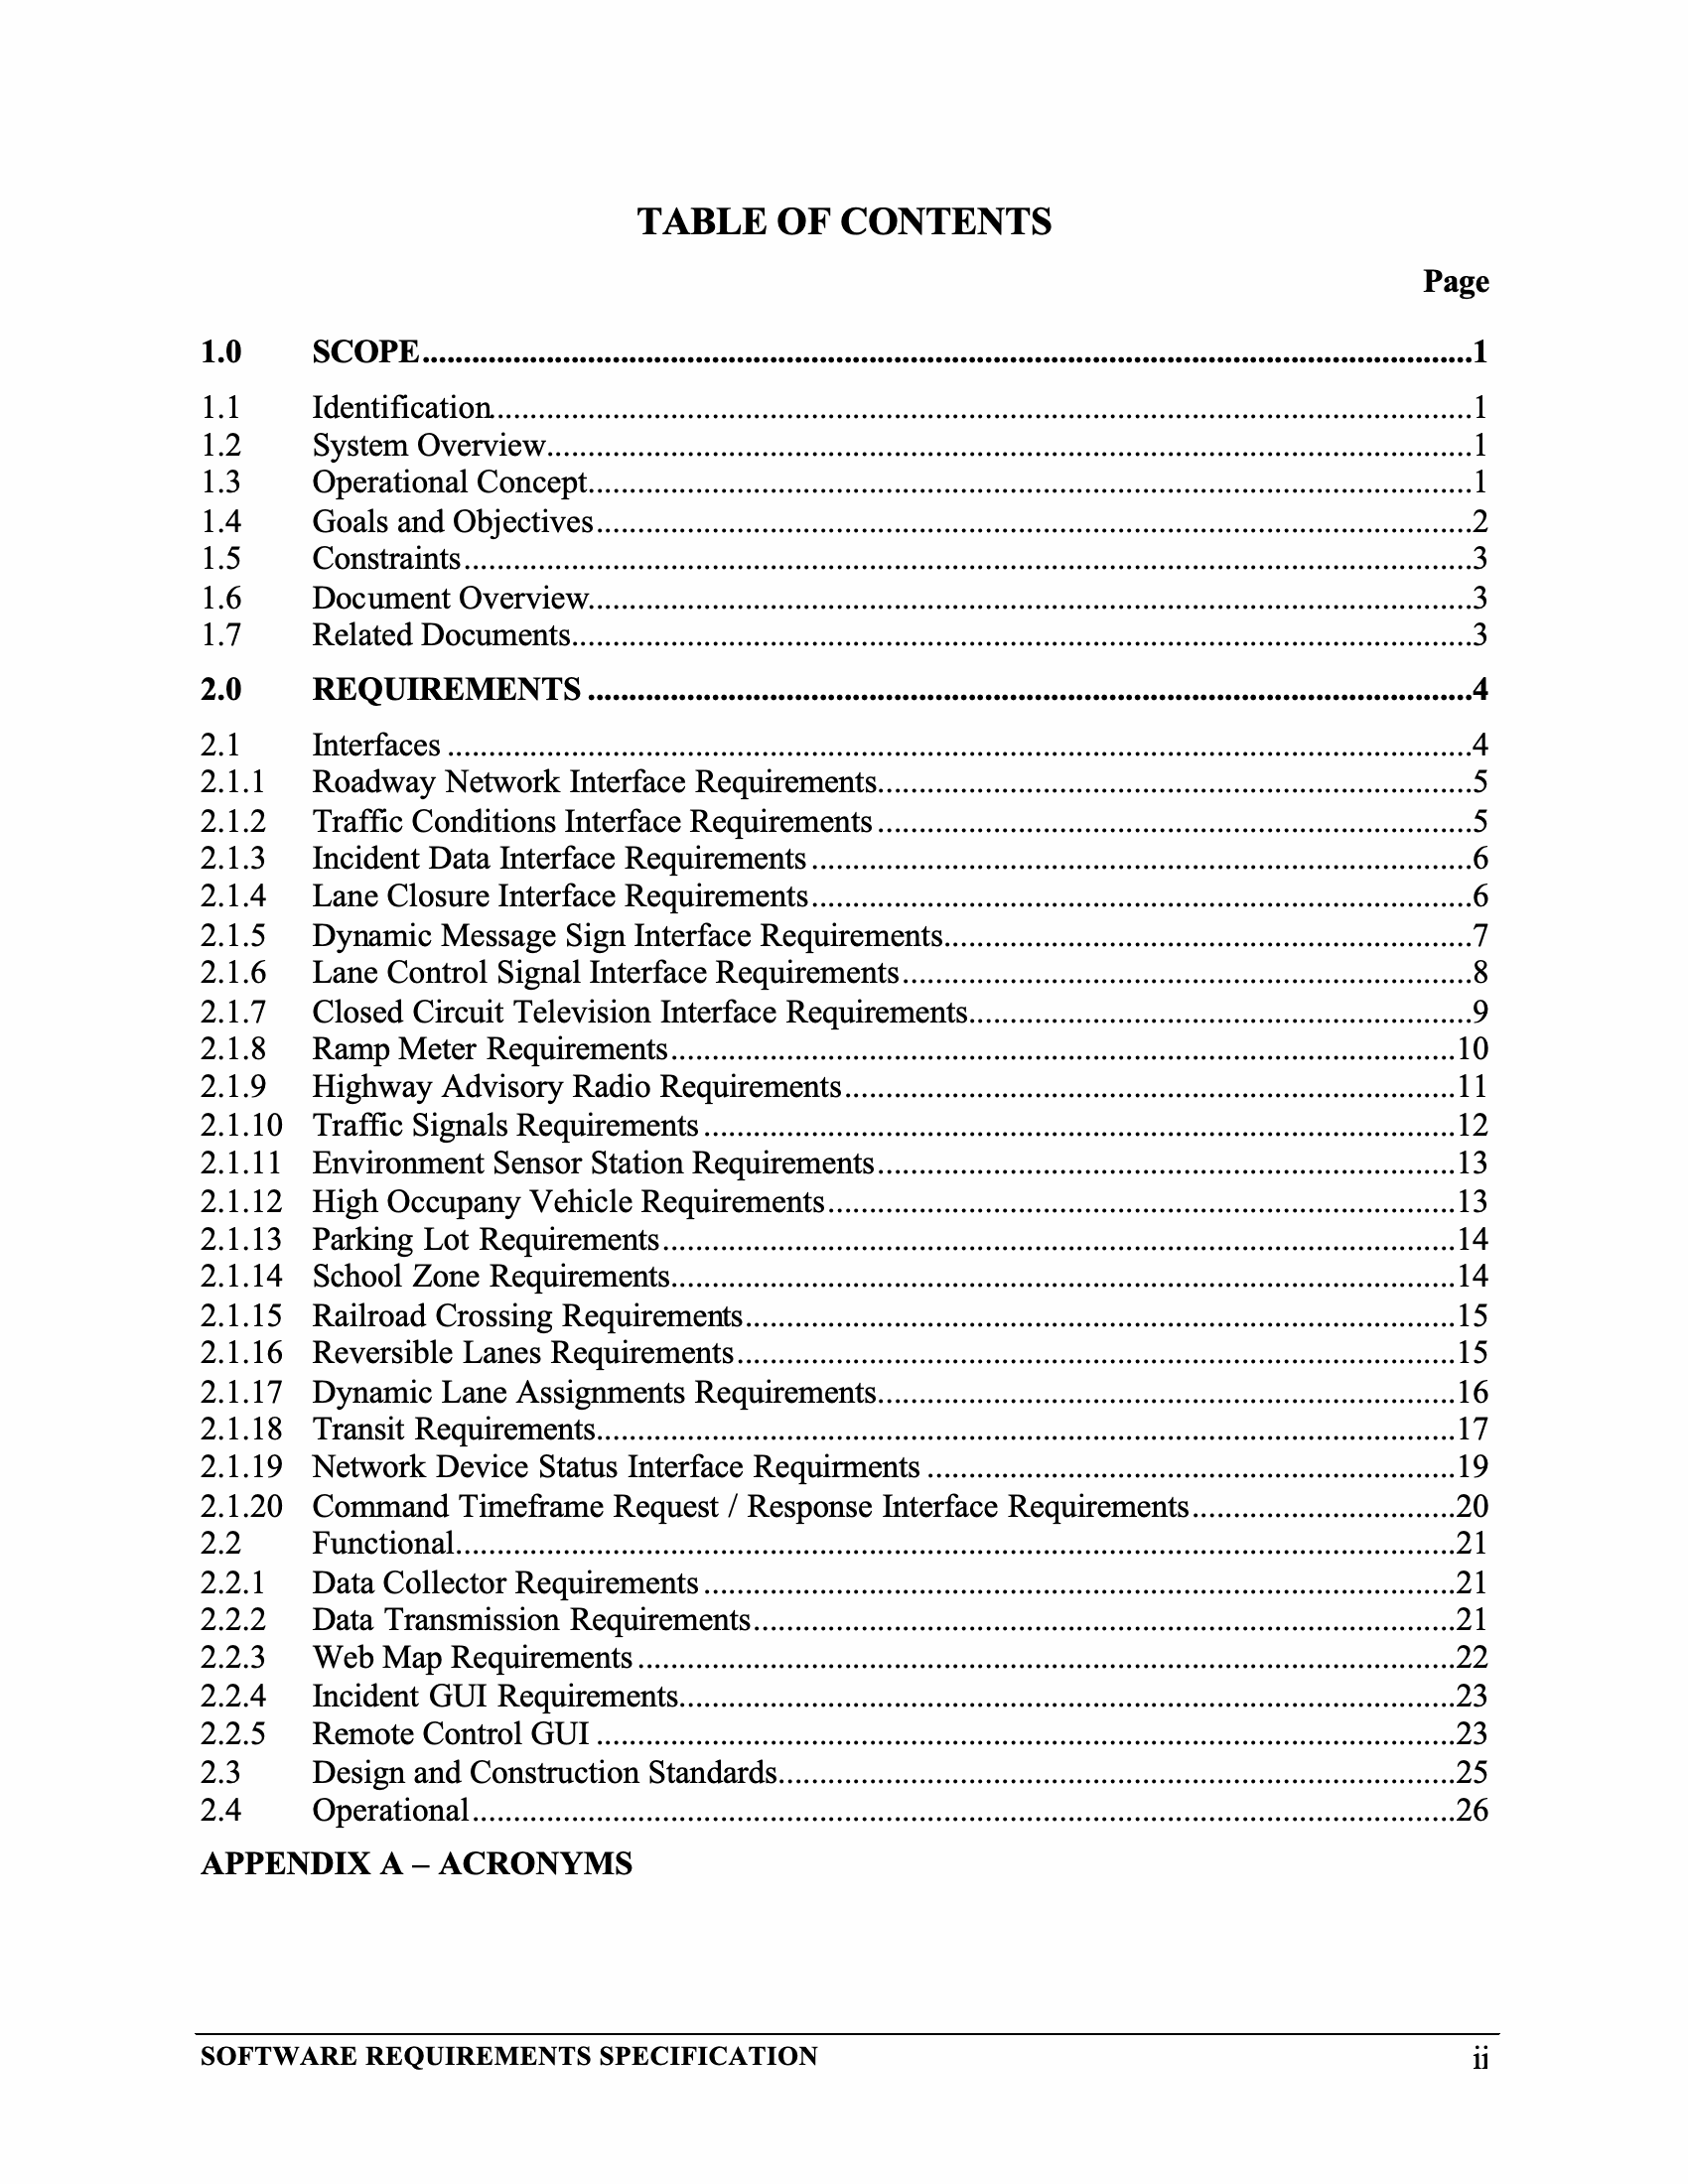 TABLE OF CONTENTS
Page
1.0 SCOPE 1
1.1 Identification 1
1.2 System Overview 1
1.3 Operational Concept 1
1.4 Goals and Objectives 2
1.5 Constraints 3
1.6 Document Overview 3
1.7 Related Documents 3
2.0 REQUIREMENTS 4
2.1 Interfaces 4
2.1.1 Roadway Network Interface Requirements 5
2.1.2 Traffic Conditions Interface Requirements 5
2.1.3 Incident Data Interface Requirements 6
2.1.4 Lane Closure Interface Requirements 6
2.1.5 Dynamic Message Sign Interface Requirements 7
2.1.6 Lane Control Signal Interface Requirements 8
2.1.7 Closed Circuit Television Interface Requirements 9
2.1.8 Ramp Meter Requirements 10
2.1.9 Highway Advisory Radio Requirements 11
2.1.10 Traffic Signals Requirements 12
2.1.11 Environment Sensor Station Requirements 13
2.1.12 High Occupany Vehicle Requirements 13
2.1.13 Parking Lot Requirements 14
2.1.14 School Zone Requirements 14
2.1.15 Railroad Crossing Requirements 15
2.1.16 Reversible Lanes Requirements 15
2.1.17 Dynamic Lane Assignments Requirements 16
2.1.18 Transit Requirements 17
2.1.19 Network Device Status Interface Requirments 19
2.1.20 Command Timeframe Request / Response Interface Requirements 20
2.2 Functional 21
2.2.1 Data Collector Requirements 21
2.2.2 Data Transmission Requirements 21
2.2.3 Web Map Requirements 22
2.2.4 Incident GUI Requirements 23
2.2.5 Remote Control GUI 23
2.3 Design and Construction Standards 25
2.4 Operational 26
APPENDIX A – ACRONYMS
SOFTWARE REQUIREMENTS SPECIFICATION ii